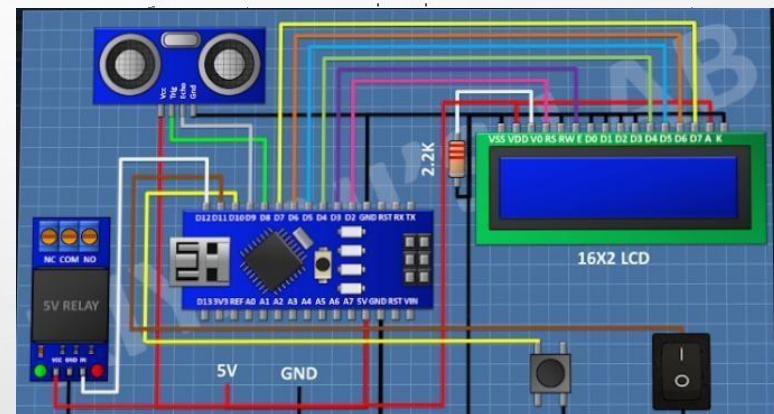 Vcc Trig Echo Gnd
VSS VDD V0 RS RW E D0 D1 D2 D3 D4 D5 D6 D7 A K
2.2K
16X2 LCD
D12 D11 D10 D9 D8 D7 D6 D5 D4 D3 D2 GND RST RX TX
D13 3V3 REF A0 A1 A2 A3 A4 A5 A6 A7 5V GND RST VIN
NC COM NO
5V RELAY
VCC GND IN
5V
GND